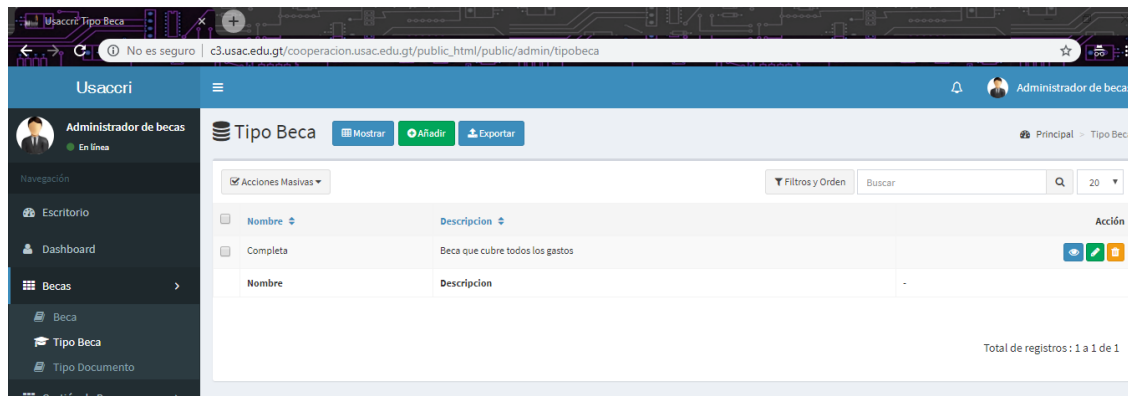 Usaccri: Tipo Beca
No es seguro | c3.usac.edu.gt/cooperacion.usac.edu.gt/public_html/public/admin/tipobeca
Usaccri
Administrador de becas
Administrador de becas
En línea
Tipo Beca
Mostrar
Añadir
Exportar
Principal > Tipo Bec
Navegación
Acciones Masivas
Filtros y Orden
Buscar
20
Escritorio
Nombre
Descripcion
Acción
Dashboard
Completa
Beca que cubre todos los gastos
Becas
Nombre
Descripcion
-
Beca
Tipo Beca
Total de registros : 1 a 1 de 1
Tipo Documento